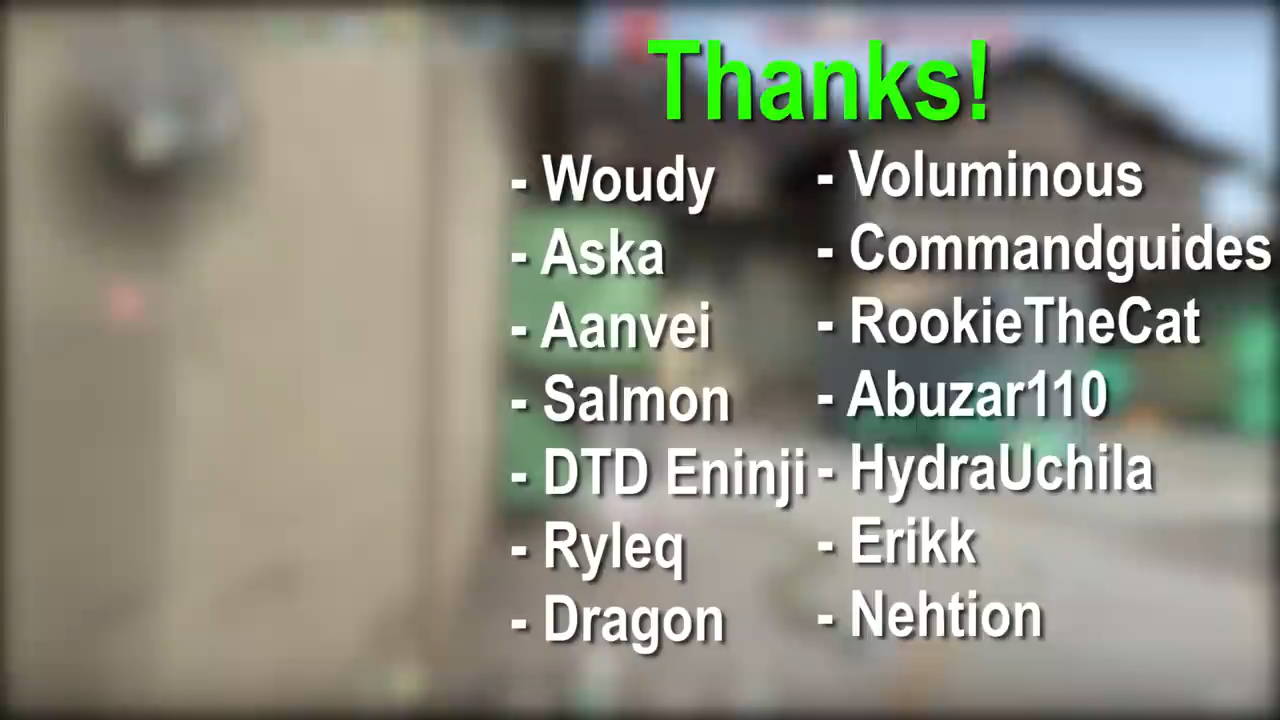 Thanks!
- Woudy
- Aska
- Aanvei
- Salmon
- DTD Eninji
- Ryleq
- Dragon
- Voluminous
- Commandguides
- RookieTheCat
- Abuzar110
- HydraUchila
- Erikk
- Nehtion